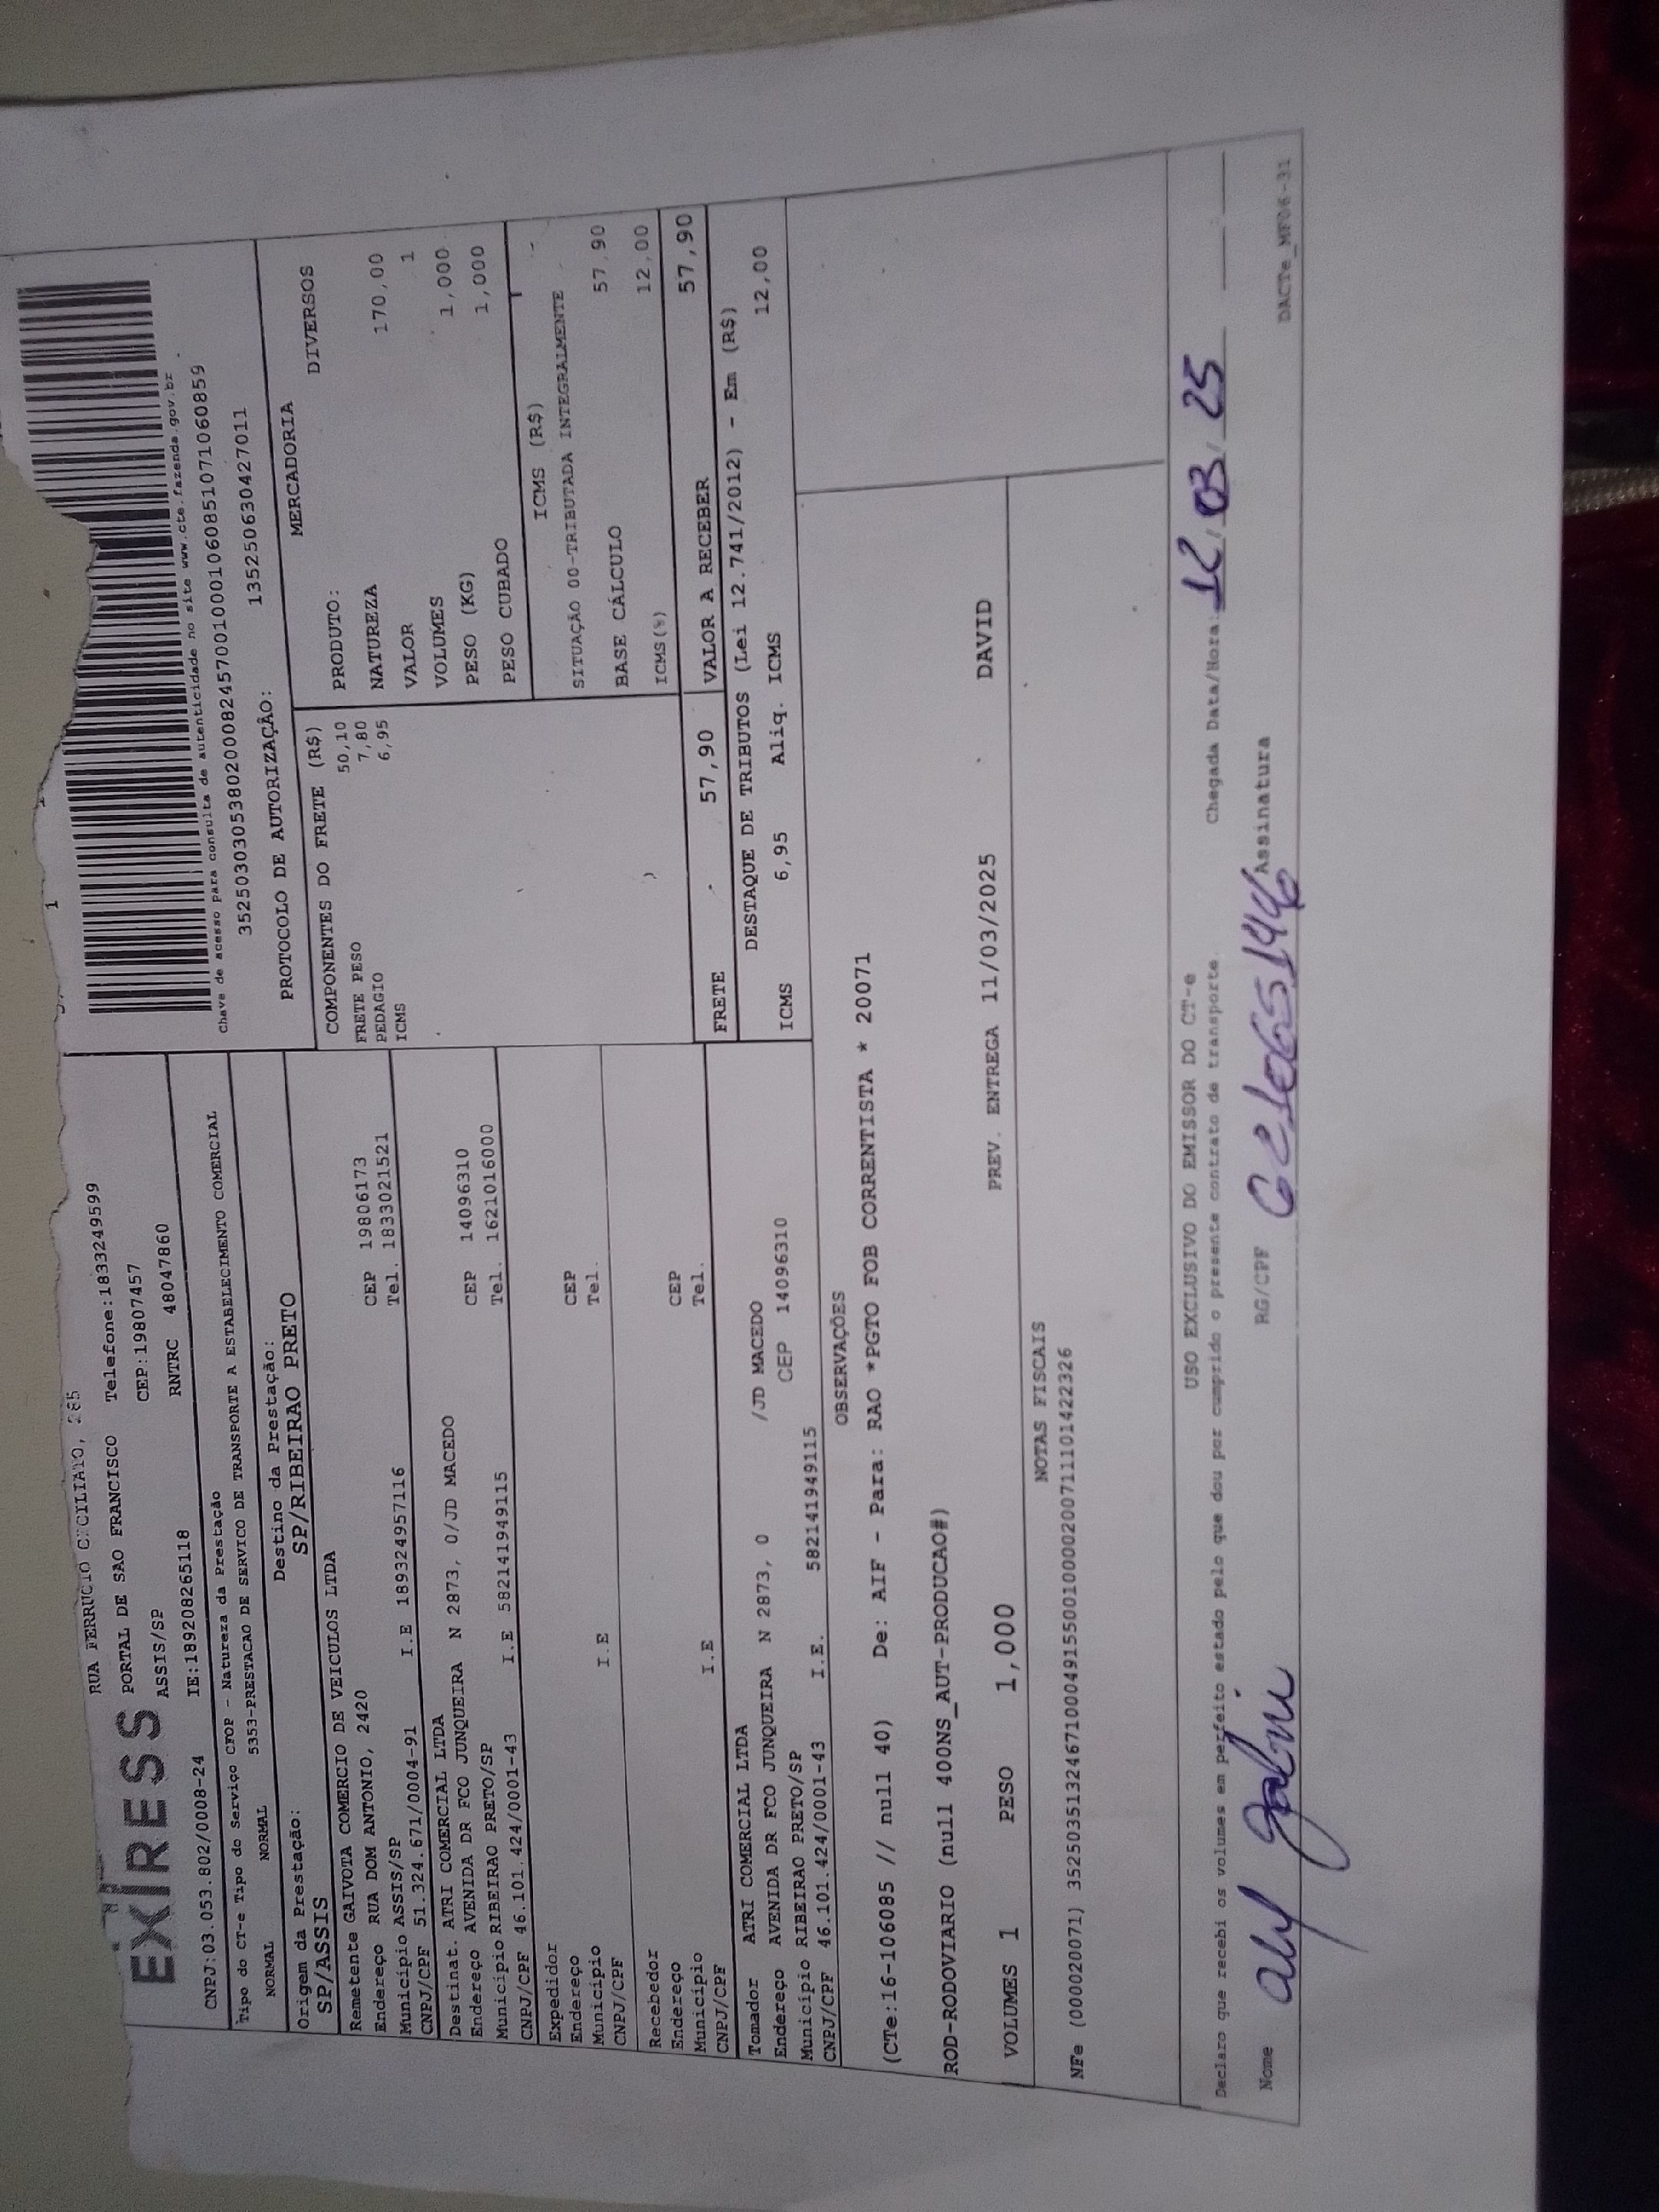 EXPRESS
RUA FERRUCIO CECILIATO, 285
PORTAL DE SAO FRANCISCO Telefone:1833249599
ASSIS/SP CEP:19807457
CNPJ:03.053.802/0008-24 IE:189208265118 RNTRC 48047860
Tipo do CT-e Tipo do Serviço CFOP - Natureza da Prestação
NORMAL NORMAL 5353-PRESTACAO DE SERVICO DE TRANSPORTE A ESTABELECIMENTO COMERCIAL
Origem da Prestação: Destino da Prestação:
SP/ASSIS SP/RIBEIRAO PRETO
1
Chave de acesso para consulta de autenticidade no site www.cte.fazenda.gov.br
35250303053802000824570010001060851071060859
PROTOCOLO DE AUTORIZAÇÃO: 135250630427011
Remetente GAIVOTA COMERCIO DE VEICULOS LTDA
Endereço RUA DOM ANTONIO, 2420 CEP 19806173
Município ASSIS/SP Tel. 1833021521
CNPJ/CPF 51.324.671/0004-91 I.E 189324957116
Destinat. ATRI COMERCIAL LTDA
Endereço AVENIDA DR FCO JUNQUEIRA N 2873, 0/JD MACEDO CEP 14096310
Município RIBEIRAO PRETO/SP Tel. 1621016000
CNPJ/CPF 46.101.424/0001-43 I.E 582141949115
Expedidor
Endereço CEP
Município Tel.
CNPJ/CPF I.E
Recebedor
Endereço CEP
Município Tel.
CNPJ/CPF I.E
Tomador ATRI COMERCIAL LTDA
Endereço AVENIDA DR FCO JUNQUEIRA N 2873, 0 /JD MACEDO
Município RIBEIRAO PRETO/SP CEP 14096310
CNPJ/CPF 46.101.424/0001-43 I.E. 582141949115
COMPONENTES DO FRETE (R$)
FRETE PESO 50,10
PEDAGIO 7,80
ICMS 6,95
MERCADORIA
PRODUTO: DIVERSOS
NATUREZA
VALOR 170,00
VOLUMES 1
PESO (KG) 1,000
PESO CUBADO 1,000
ICMS (R$)
SITUAÇÃO 00-TRIBUTADA INTEGRALMENTE
BASE CÁLCULO 57,90
ICMS(%) 12,00
FRETE 57,90 VALOR A RECEBER 57,90
DESTAQUE DE TRIBUTOS (Lei 12.741/2012) - Em (R$)
ICMS 6,95 Aliq. ICMS 12,00
OBSERVAÇÕES
(CTe:16-106085 // null 40) De: AIF - Para: RAO *PGTO FOB CORRENTISTA * 20071
ROD-RODOVIARIO (null 400NS_AUT-PRODUCAO#)
VOLUMES 1 PESO 1,000 PREV. ENTREGA 11/03/2025 DAVID
NOTAS FISCAIS
NFe (000020071) 35250351324671000491550010000200711101422326
USO EXCLUSIVO DO EMISSOR DO CT-e
Declaro que recebi os volumes em perfeito estado pelo que dou por cumprido o presente contrato de transporte. Chegada Data/Hora: 12/03/25
Nome RG/CPF Assinatura
DACTe_MF06-31